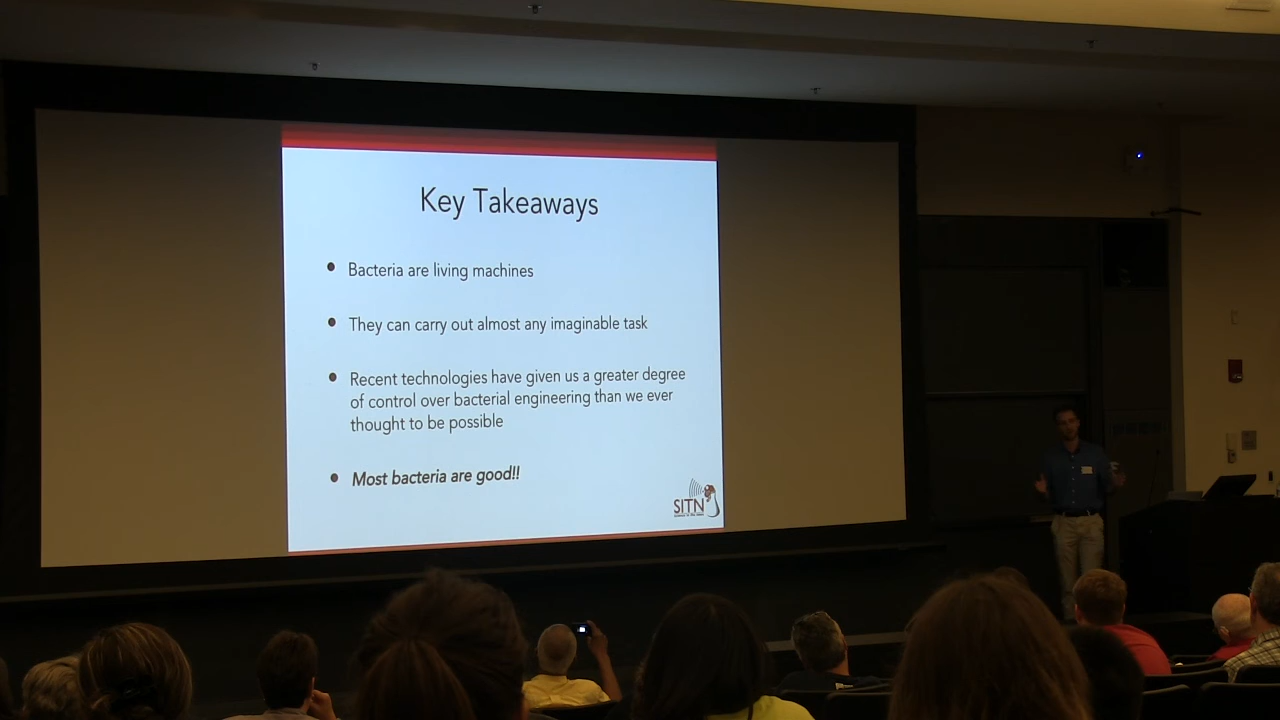 Key Takeaways
Bacteria are living machines
They can carry out almost any imaginable task
Recent technologies have given us a greater degree
of control over bacterial engineering than we ever
thought to be possible
Most bacteria are good!!
SITN